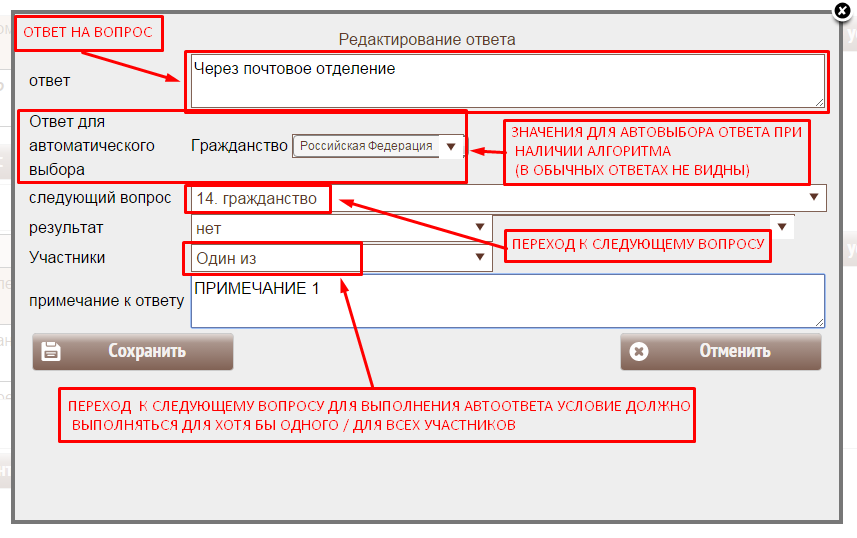 ОТВЕТ НА ВОПРОС
Редактирование ответа
ответ
Через почтовое отделение
Ответ для
автоматического
выбора
Гражданство
Российская Федерация
ЗНАЧЕНИЯ ДЛЯ АВТОВЫБОРА ОТВЕТА ПРИ
НАЛИЧИИ АЛГОРИТМА
(В ОБЫЧНЫХ ОТВЕТАХ НЕ ВИДНЫ)
следующий вопрос
14. гражданство
результат
нет
ПЕРЕХОД К СЛЕДУЮЩЕМУ ВОПРОСУ
Участники
Один из
примечание к ответу
ПРИМЕЧАНИЕ 1
Сохранить
Отменить
ПЕРЕХОД К СЛЕДУЮЩЕМУ ВОПРОСУ ДЛЯ ВЫПОЛНЕНИЯ АВТООТВЕТА УСЛОВИЕ ДОЛЖНО
ВЫПОЛНЯТЬСЯ ДЛЯ ХОТЯ БЫ ОДНОГО / ДЛЯ ВСЕХ УЧАСТНИКОВ